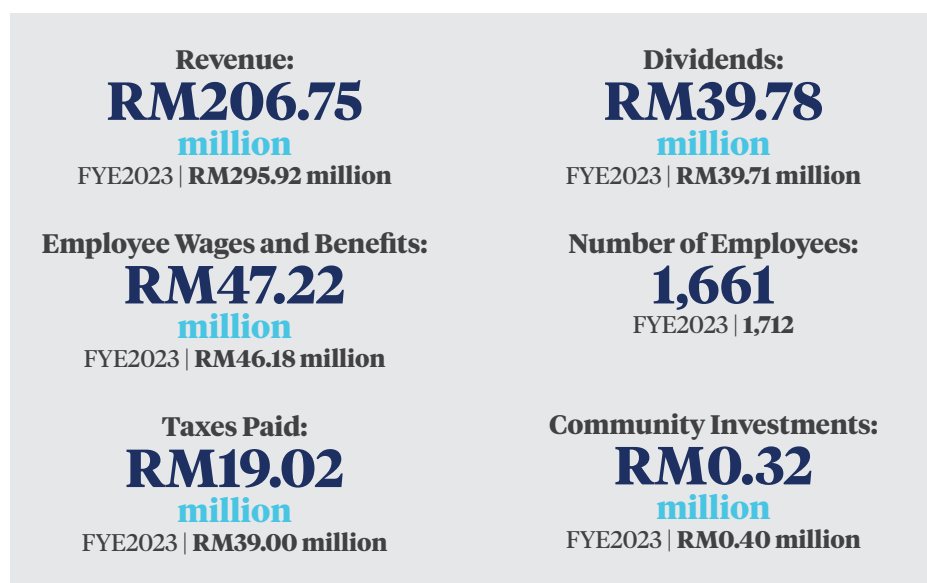 Revenue:
RM206.75
million
FYE2023 | RM295.92 million
Dividends:
RM39.78
million
FYE2023 | RM39.71 million
Employee Wages and Benefits:
RM47.22
million
FYE2023 | RM46.18 million
Number of Employees:
1,661
FYE2023 | 1,712
Taxes Paid:
RM19.02
million
FYE2023 | RM39.00 million
Community Investments:
RM0.32
million
FYE2023 | RM0.40 million